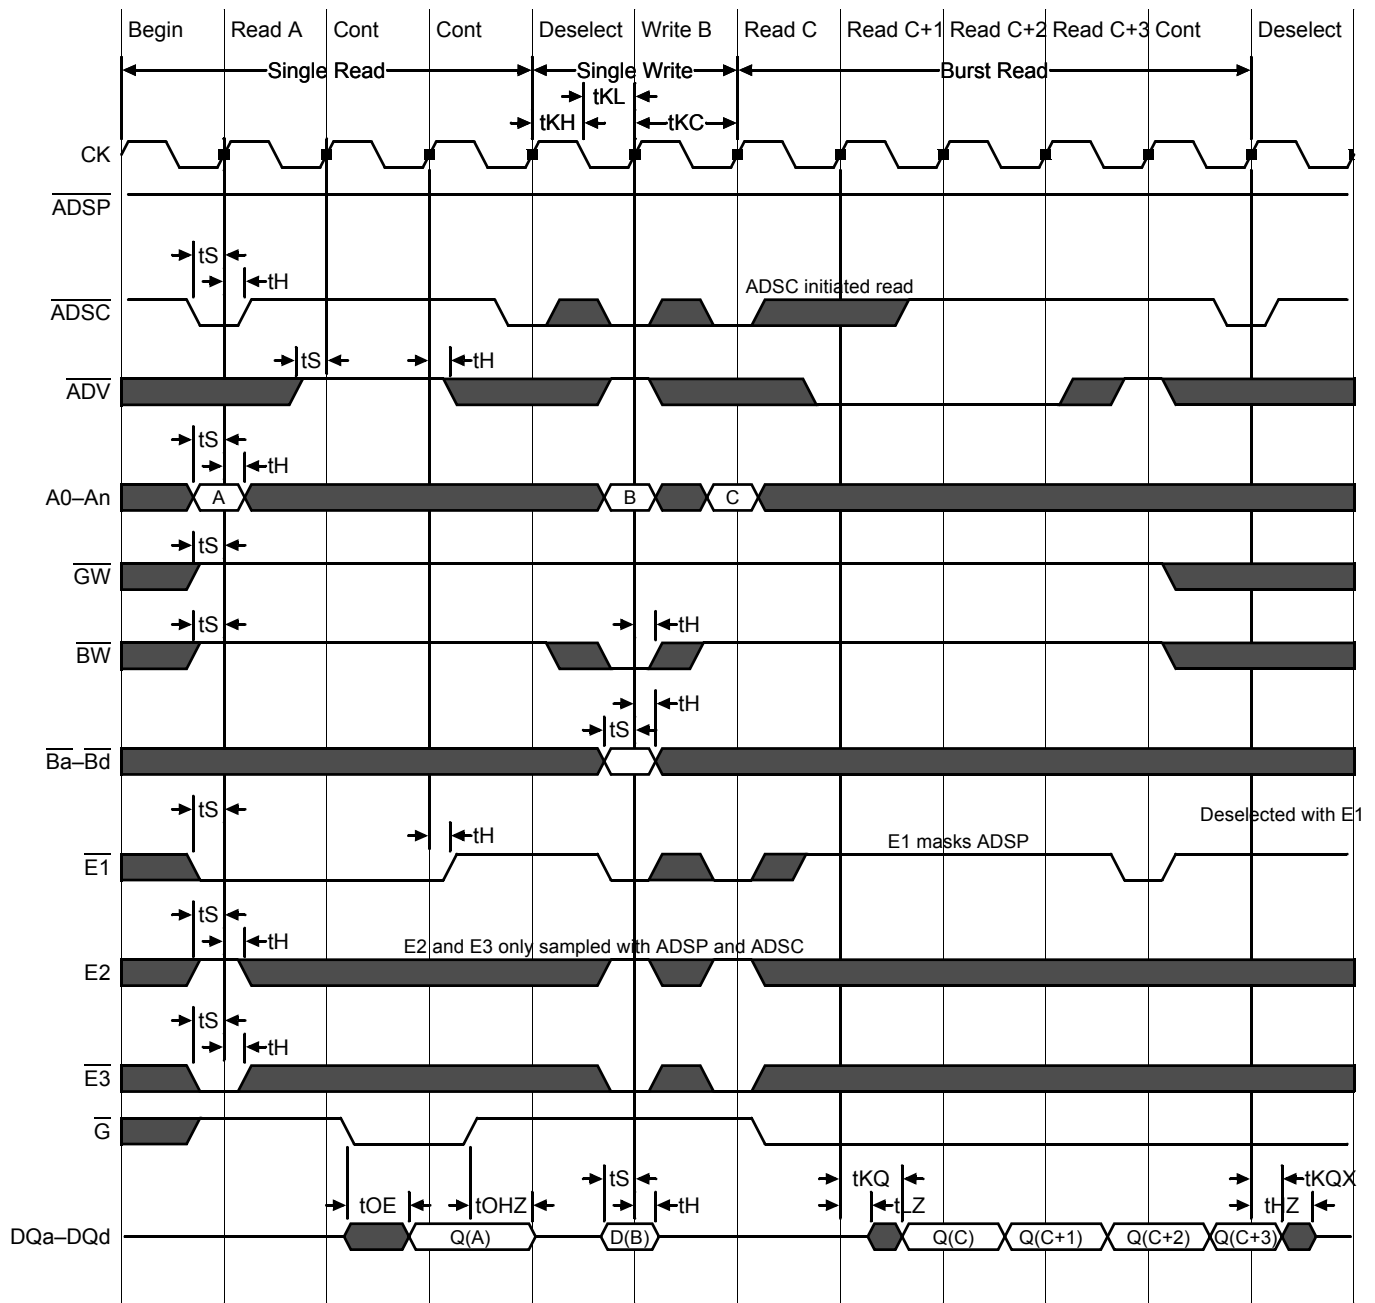 Begin Read A Cont Cont Deselect Write B Read C Read C+1 Read C+2 Read C+3 Cont Deselect
Single Read Single Write Burst Read
tKL
tKH tKC
CK
ADSP
tS
tH
ADSC initiated read
ADSC
tS tH
ADV
tS
tH
A0–An A B C
tS
GW
tS tH
BW
tH
tS
Ba–Bd
tS
Deselected with E1
tH
E1 masks ADSP
E1
tS
tH
E2 and E3 only sampled with ADSP and ADSC
E2
tS
tH
E3
G
tS tKQ tKQX
tOE tOHZ tH tLZ tHZ
DQa–DQd Q(A) D(B) Q(C) Q(C+1) Q(C+2) Q(C+3)